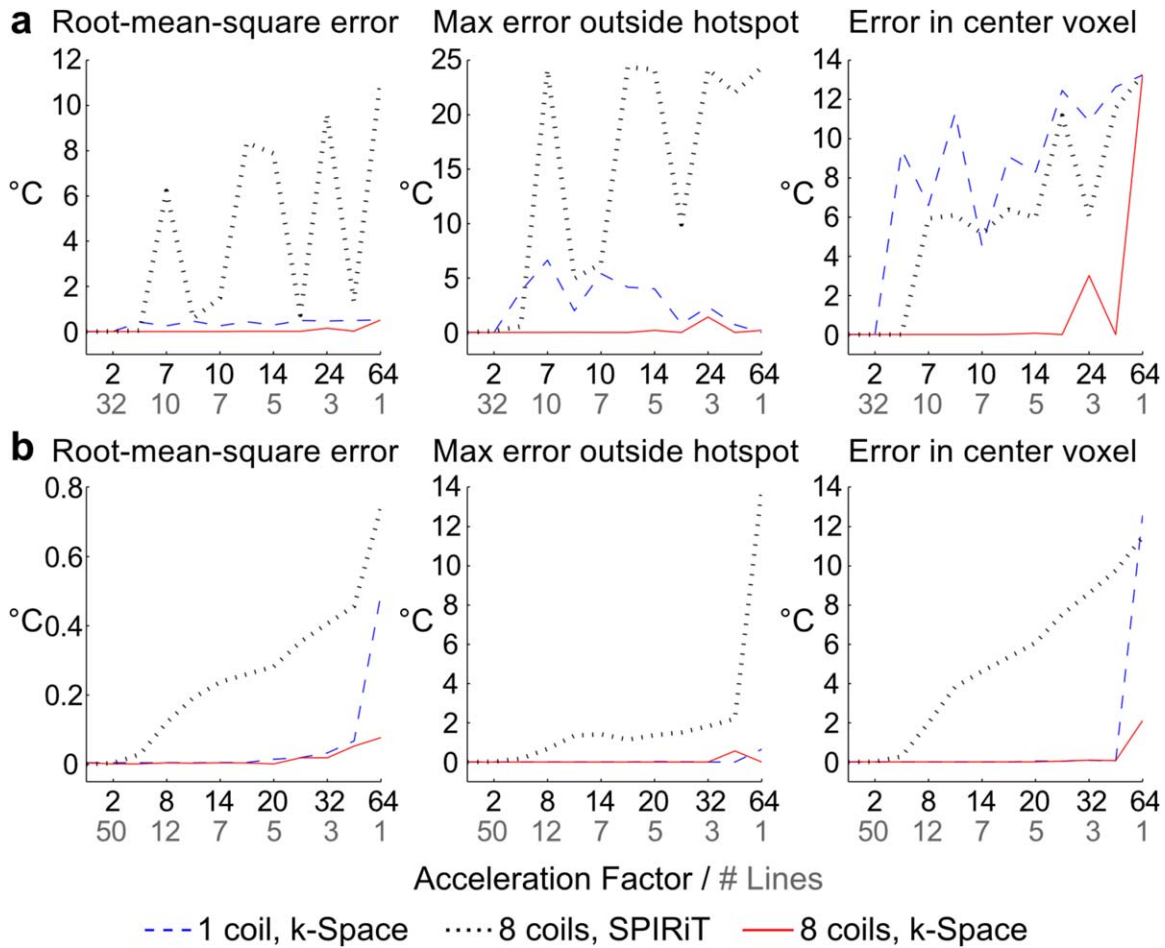 a Root-mean-square error Max error outside hotspot Error in center voxel
12
10
8
6
4
2
0
°C
2 7 10 14 24 64
32 10 7 5 3 1
25
20
15
10
5
0
°C
2 7 10 14 24 64
32 10 7 5 3 1
14
12
10
8
6
4
2
0
2 7 10 14 24 64
32 10 7 5 3 1
b Root-mean-square error Max error outside hotspot Error in center voxel
0.8
0.6
0.4
0.2
0
°C
2 8 14 20 32 64
50 12 7 5 3 1
14
12
10
8
6
4
2
0
°C
2 8 14 20 32 64
50 12 7 5 3 1
14
12
10
8
6
4
2
0
2 8 14 20 32 64
50 12 7 5 3 1
Acceleration Factor / # Lines
1 coil, k-Space 8 coils, SPIRiT 8 coils, k-Space